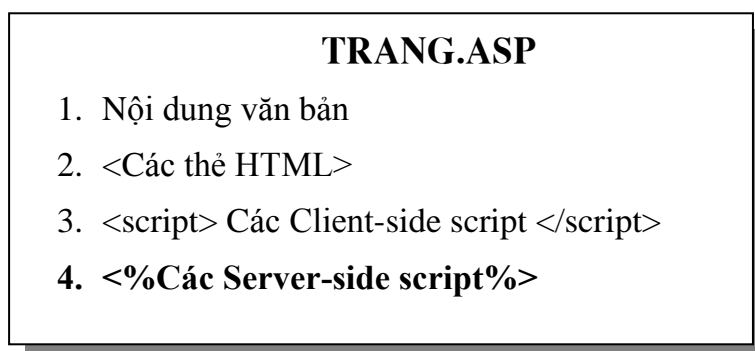 TRANG.ASP
1. Nội dung văn bản
2. <Các thẻ HTML>
3. <script> Các Client-side script </script>
4. <%Các Server-side script%>